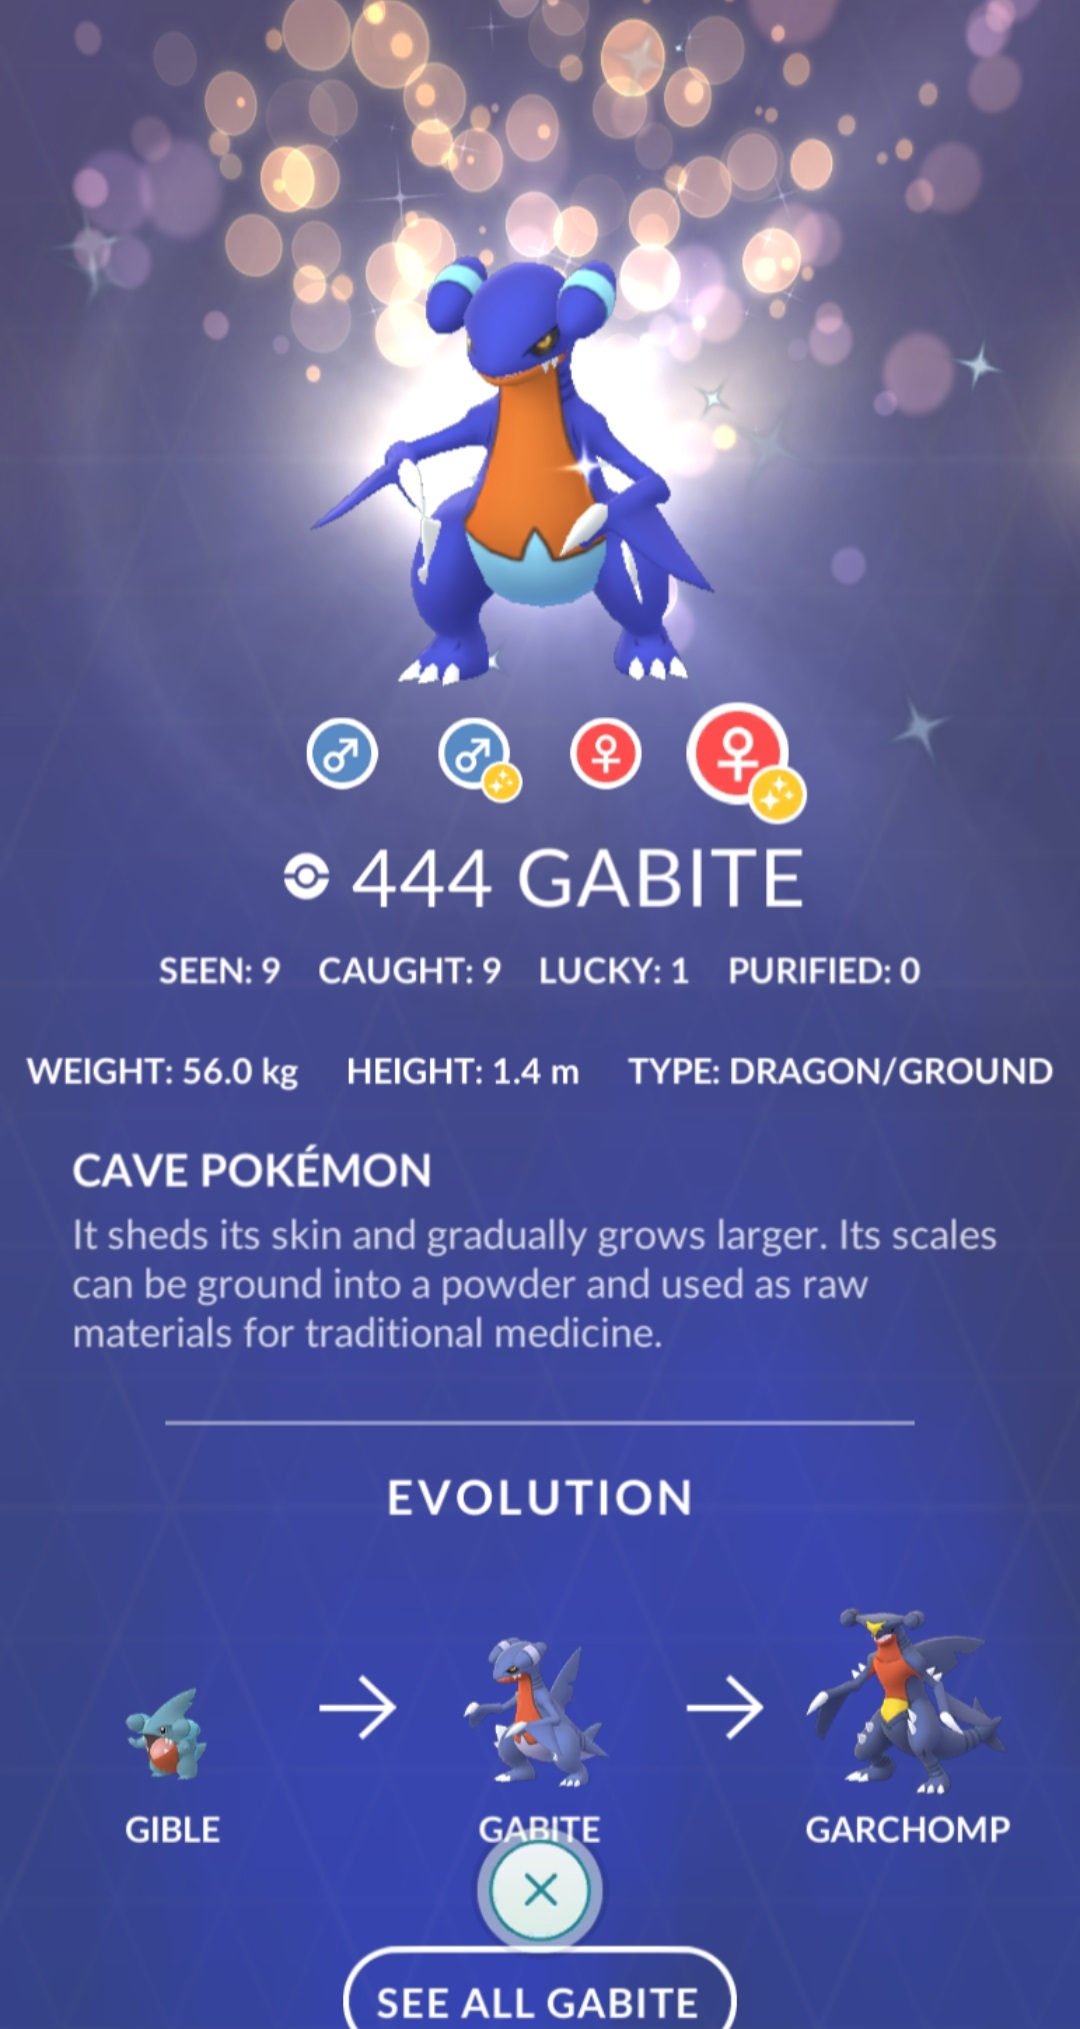 444 GABITE
SEEN: 9 CAUGHT: 9 LUCKY: 1 PURIFIED: 0
WEIGHT: 56.0 kg HEIGHT: 1.4 m TYPE: DRAGON/GROUND
CAVE POKÉMON
It sheds its skin and gradually grows larger. Its scales
can be ground into a powder and used as raw
materials for traditional medicine.
EVOLUTION
GIBLE GABITE GARCHOMP
SEE ALL GABITE